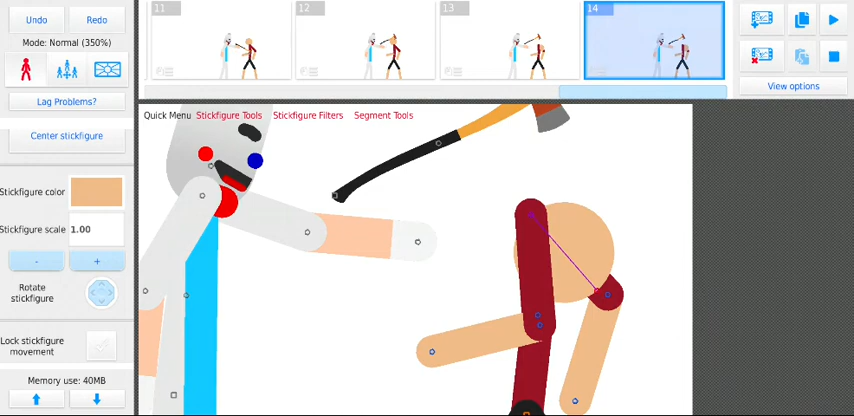 Undo Redo
Mode: Normal (350%)
Lag Problems?
Center stickfigure
Stickfigure color
Stickfigure scale 1.00
- +
Rotate
stickfigure
Lock stickfigure
movement
Memory use: 40MB
11 12 13 14
View options
Quick Menu Stickfigure Tools Stickfigure Filters Segment Tools